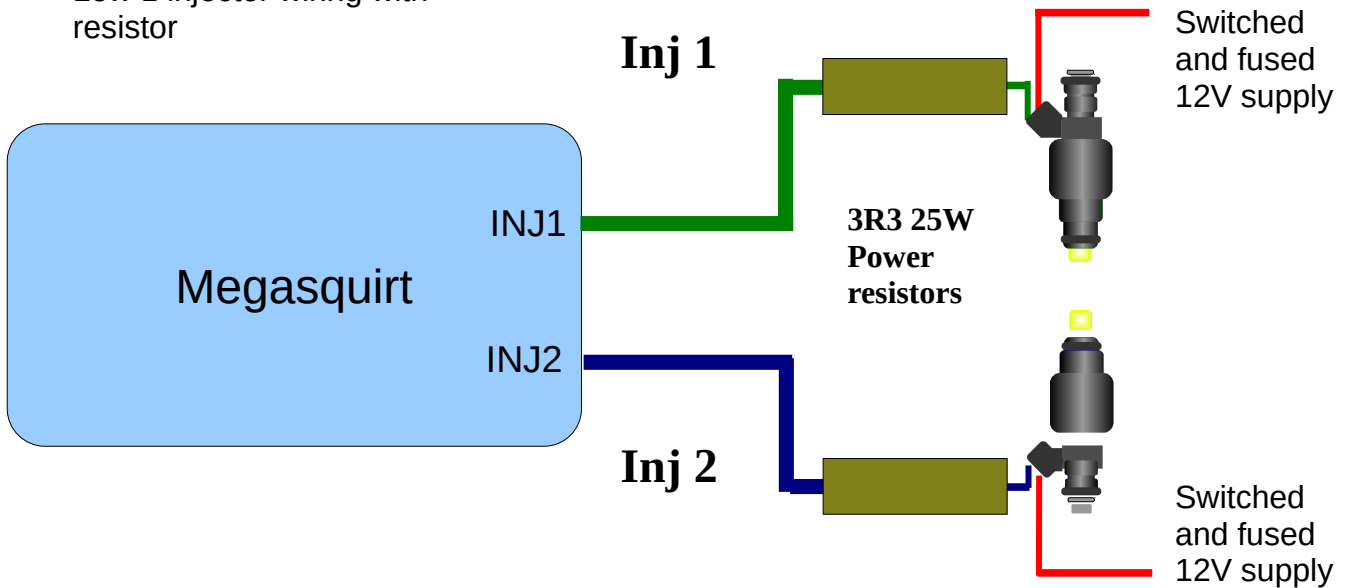 resistor
Inj 1
Switched
and fused
12V supply
INJ1
Megasquirt
3R3 25W
Power
resistors
INJ2
Inj 2
Switched
and fused
12V supply